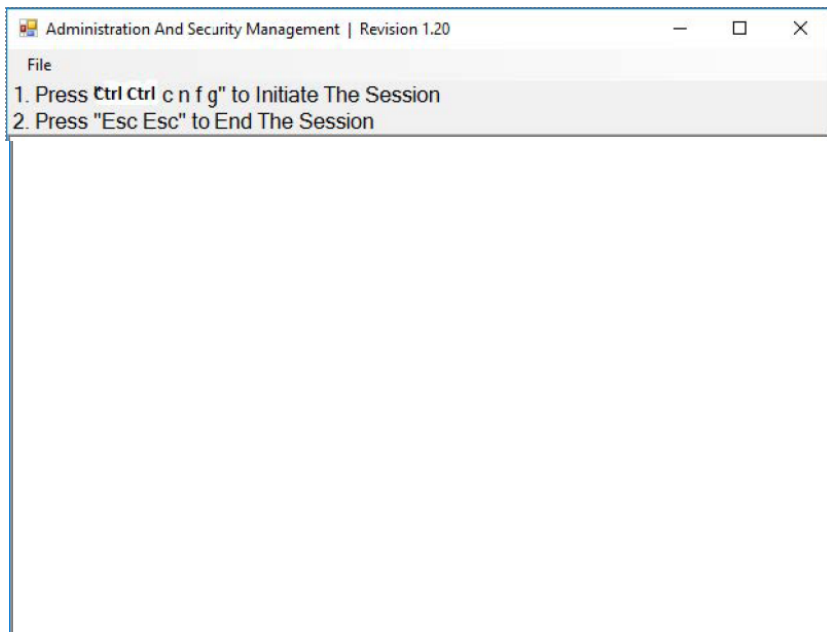 Administration And Security Management | Revision 1.20
File
1. Press "Ctrl Ctrl c n f g" to Initiate The Session
2. Press "Esc Esc" to End The Session